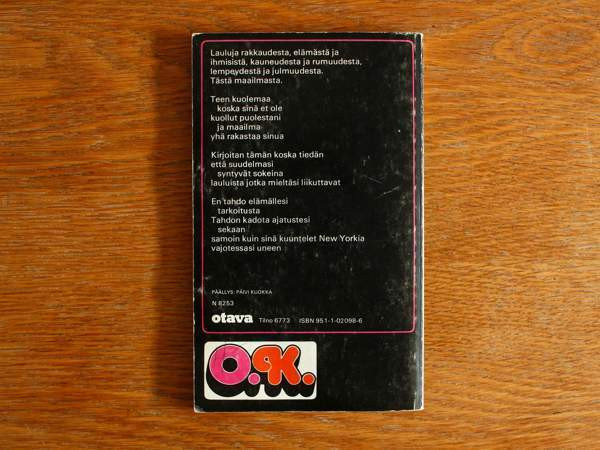 Lauluja rakkaudesta, elämästä ja
ihmisistä, kauneudesta ja rumuudesta,
lempeydestä ja julmuudesta.
Tästä maailmasta.
Teen kuolemaa
koska sinä et ole
kuollut puolestani
ja maailma
yhä rakastaa sinua
Kirjoitan tämän koska tiedän
että suudelmasi
syntyvät sokeina
lauluista jotka mieltäsi liikuttavat
En tahdo elämällesi
tarkoitusta
Tahdon kadota ajatustesi
sekaan
samoin kuin sinä kuuntelet New Yorkia
vajotessasi uneen
PÄÄLLYS: PÄIVI KUOKKA
N 8253
otava Tilno 6773 ISBN 951-1-02098-6
O.K.